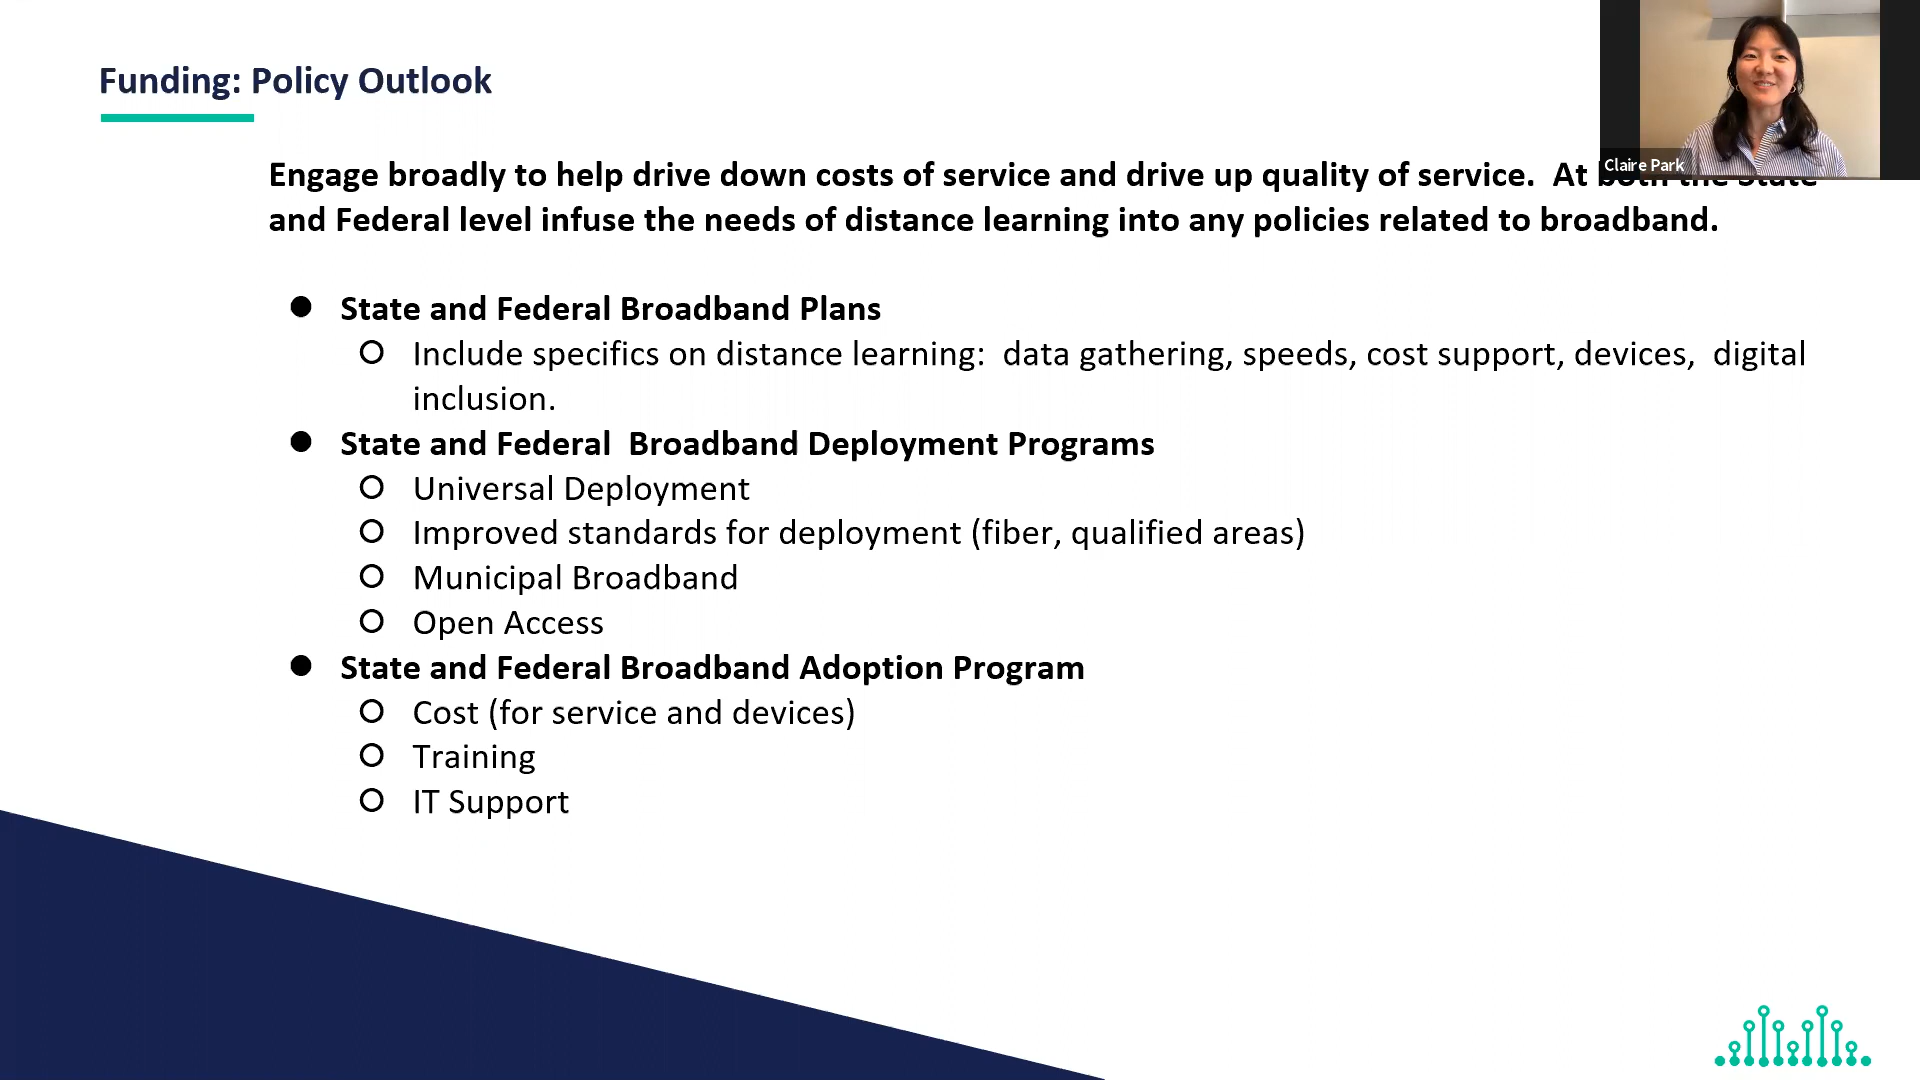 Funding: Policy Outlook
Claire Park
Engage broadly to help drive down costs of service and drive up quality of service.  At both the State
and Federal level infuse the needs of distance learning into any policies related to broadband.
● State and Federal Broadband Plans
○ Include specifics on distance learning:  data gathering, speeds, cost support, devices,  digital
inclusion.
● State and Federal  Broadband Deployment Programs
○ Universal Deployment
○ Improved standards for deployment (fiber, qualified areas)
○ Municipal Broadband
○ Open Access
● State and Federal Broadband Adoption Program
○ Cost (for service and devices)
○ Training
○ IT Support